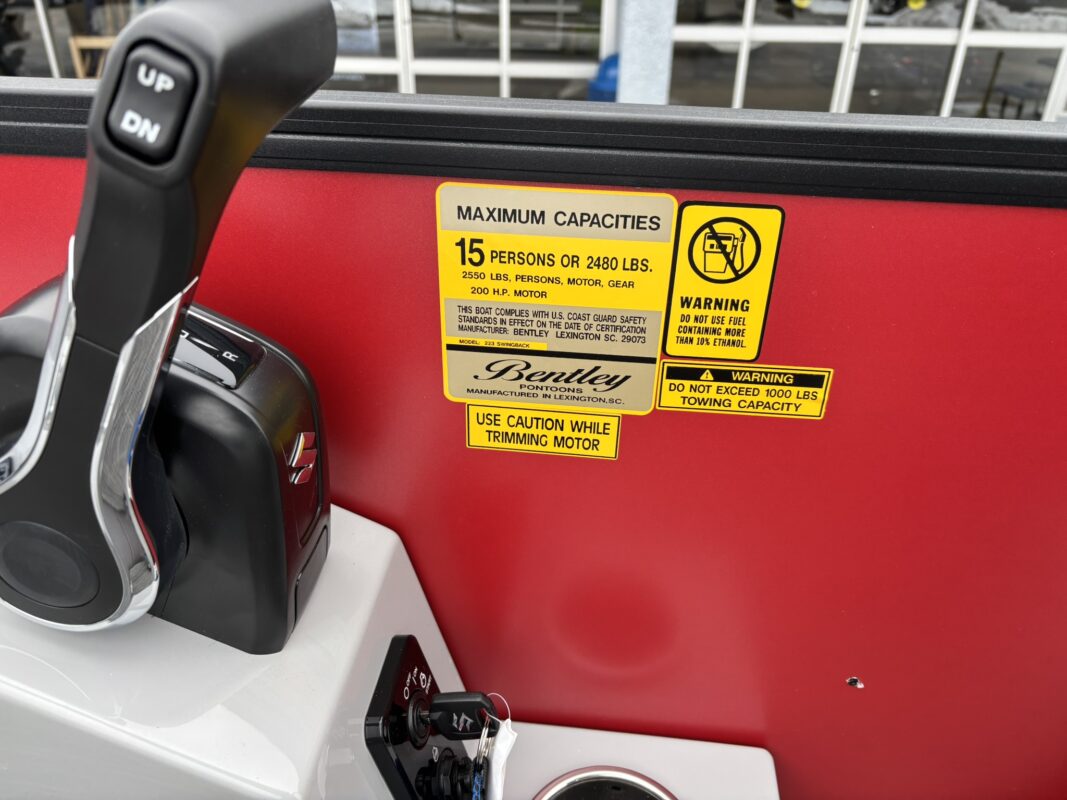 UP
DN
R
MAXIMUM CAPACITIES
15 PERSONS OR 2480 LBS.
2550 LBS, PERSONS, MOTOR, GEAR
200 H.P. MOTOR
THIS BOAT COMPLIES WITH U.S. COAST GUARD SAFETY
STANDARDS IN EFFECT ON THE DATE OF CERTIFICATION
MANUFACTURER: BENTLEY LEXINGTON SC. 29073
MODEL: 223 SWINGBACK
Bentley
PONTOONS
MANUFACTURED IN LEXINGTON, SC.
USE CAUTION WHILE
TRIMMING MOTOR
WARNING
DO NOT USE FUEL
CONTAINING MORE
THAN 10% ETHANOL.
WARNING
DO NOT EXCEED 1000 LBS
TOWING CAPACITY